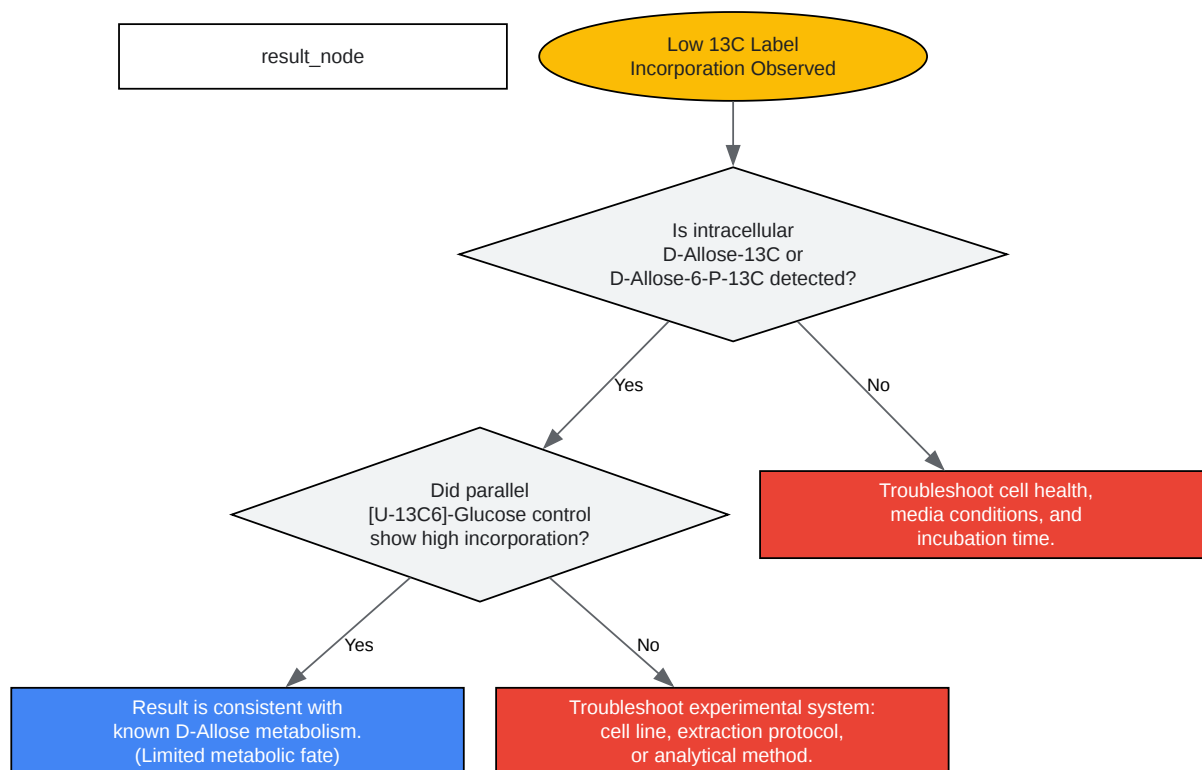 result_node
Low 13C Label
Incorporation Observed
Is intracellular
D-Allose-13C or
D-Allose-6-P-13C detected?
Yes
No
Did parallel
[U-13C6]-Glucose control
show high incorporation?
Troubleshoot cell health,
media conditions, and
incubation time.
Yes
No
Result is consistent with
known D-Allose metabolism.
(Limited metabolic fate)
Troubleshoot experimental system:
cell line, extraction protocol,
or analytical method.